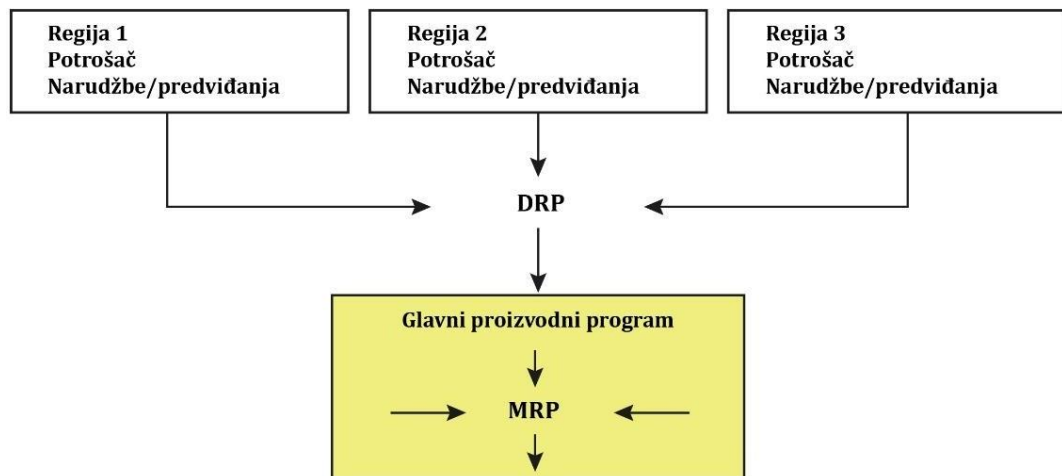 Regija 1
Potrošač
Narudžbe/predviđanja
Regija 2
Potrošač
Narudžbe/predviđanja
Regija 3
Potrošač
Narudžbe/predviđanja
DRP
Glavni proizvodni program
MRP